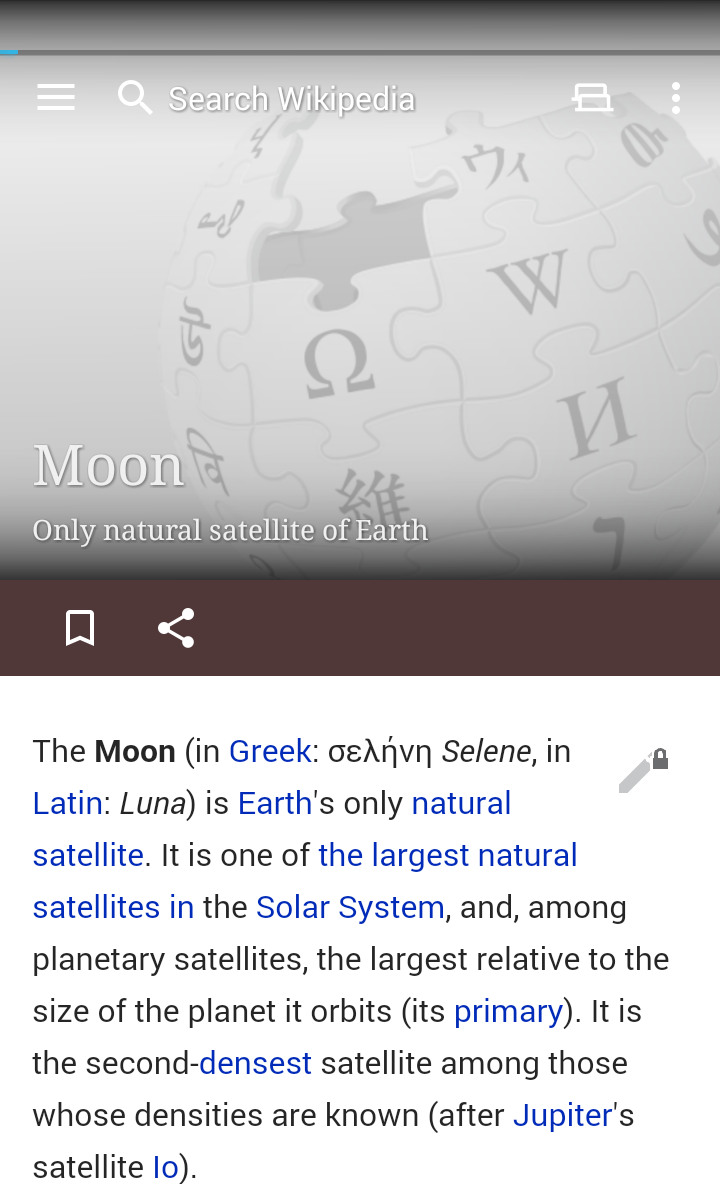 Search Wikipedia
ウィ
W
Ω
И
維
Moon
Only natural satellite of Earth
The Moon (in Greek: σελήνη Selene, in
Latin: Luna) is Earth's only natural
satellite. It is one of the largest natural
satellites in the Solar System, and, among
planetary satellites, the largest relative to the
size of the planet it orbits (its primary). It is
the second-densest satellite among those
whose densities are known (after Jupiter's
satellite Io).